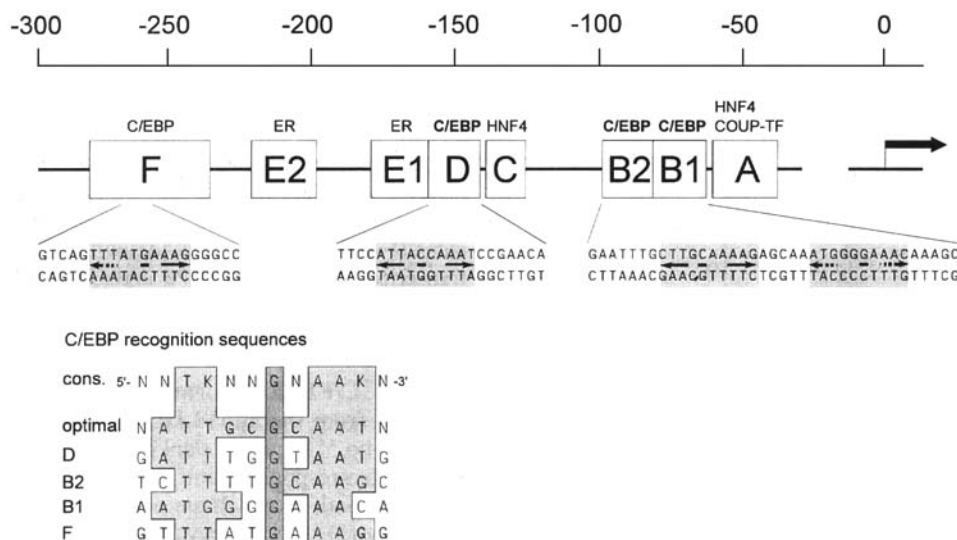 -300 -250 -200 -150 -100 -50 0
HNF4
C/EBP ER ER C/EBP HNF4 C/EBP C/EBP COUP-TF
F E2 E1 D C B2 B1 A
GTCAGTTTATGAAAGGGGCC TTCCATTACCAAATCCGAACA GAATTTGCTTGCAAAAGAGCAAATGGGGAAACAAAGC
CAGTCAAATACTTTCCCCGG AAGGTAATGGTTTAGGCTTGT CTTAAACGAACGTTTTCTCGTTTACCCCTTTGTTTCG
C/EBP recognition sequences
cons. 5'- N N T K N N G N A A K N -3'
optimal N A T T G C G C A A T N
D G A T T T G G T A A T G
B2 T C T T T T G C A A G C
B1 A A T G G G G A A A C A
F G T T T A T G A A A G G